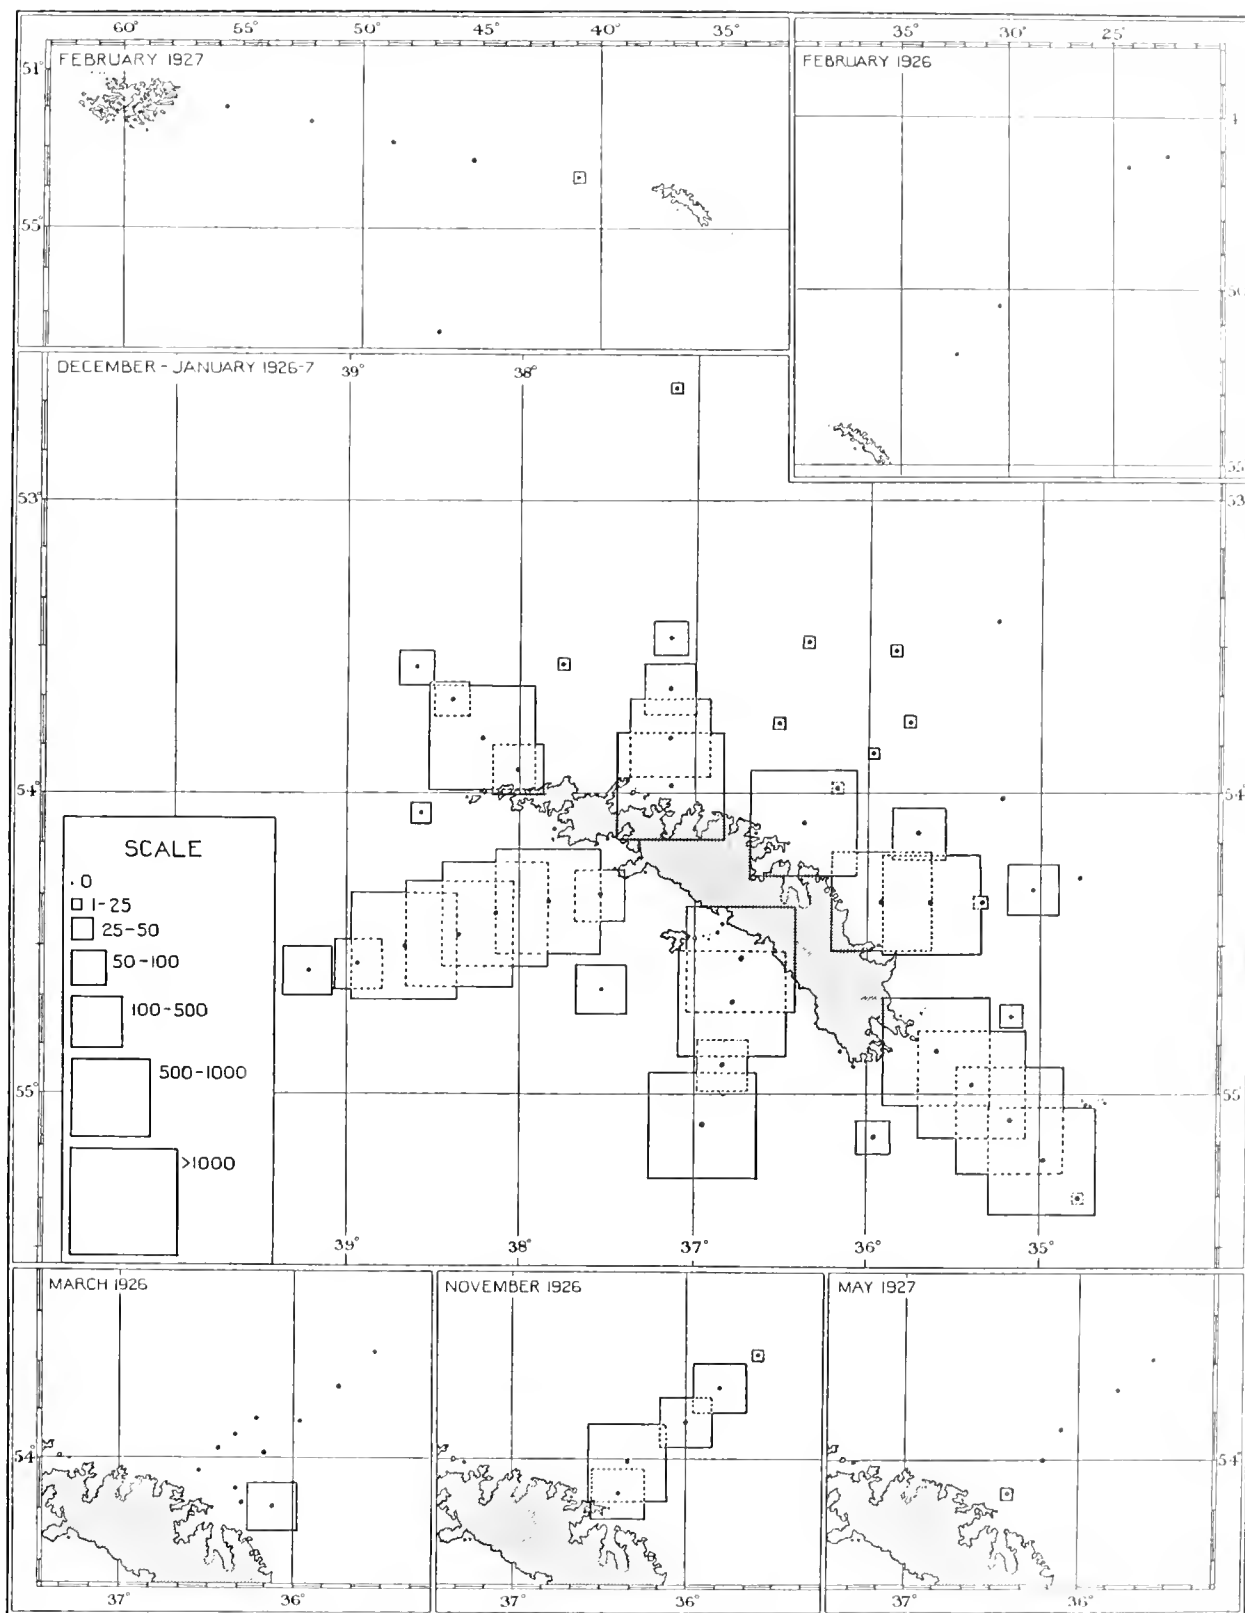 60° 55° 50° 45° 40° 35°
35° 30° 25°
FEBRUARY 1927
FEBRUARY 1926
51°
55°
DECEMBER - JANUARY 1926-7
39° 38°
53° 53
54° 54
SCALE
0
1-25
25-50
50-100
100-500
500-1000
>1000
55° 55
39° 38° 37° 36° 35°
MARCH 1926
NOVEMBER 1926
MAY 1927
54° 54°
37° 36° 37° 36° 37° 36°